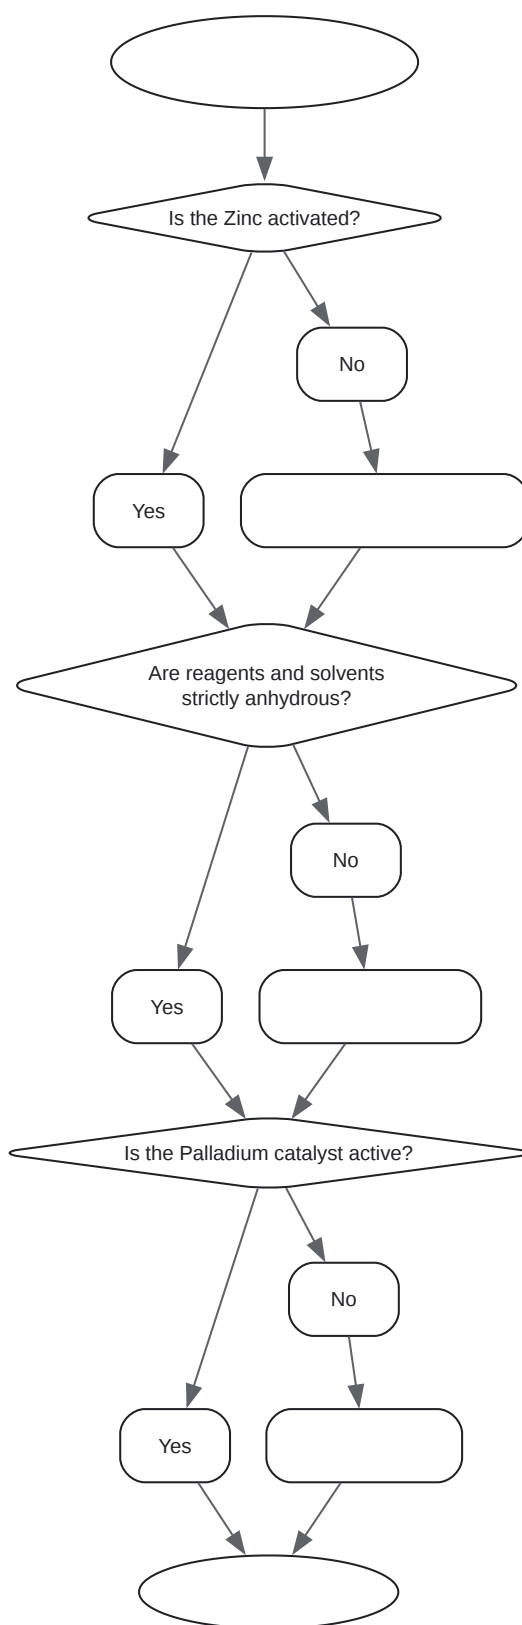 Is the Zinc activated?
No
Yes
Are reagents and solvents
strictly anhydrous?
No
Yes
Is the Palladium catalyst active?
No
Yes